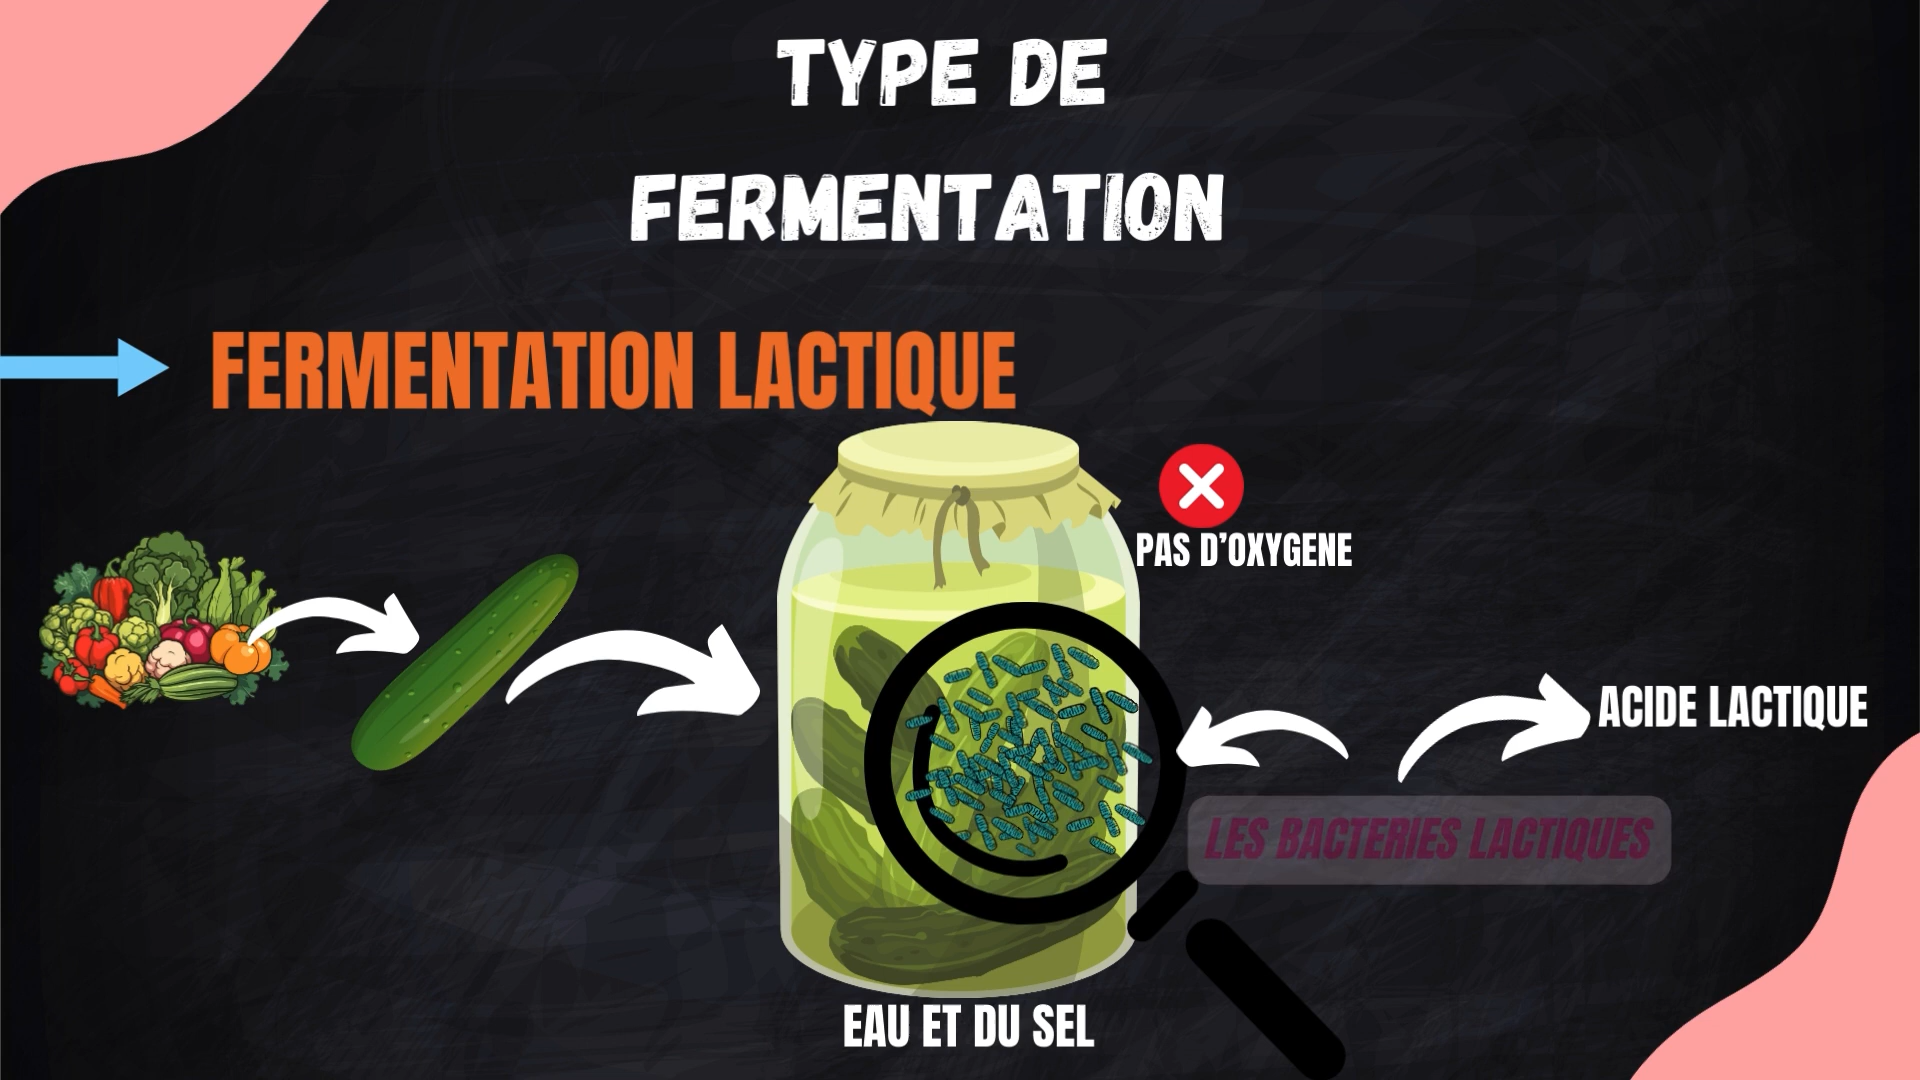 TYPE DE
FERMENTATION
FERMENTATION LACTIQUE
PAS D'OXYGENE
ACIDE LACTIQUE
LES BACTERIES LACTIQUES
EAU ET DU SEL